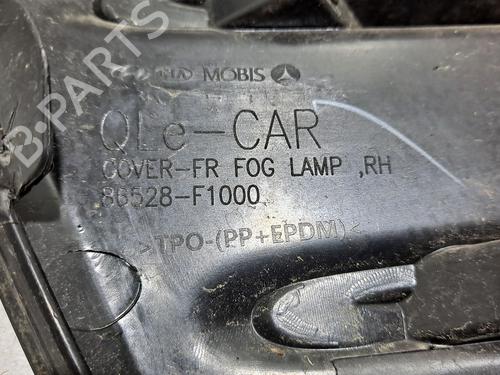 B-PARTS
MOBIS
QLe-CAR
COVER-FR FOG LAMP ,RH
86528-F1000
>TPO-(PP+EPDM)<